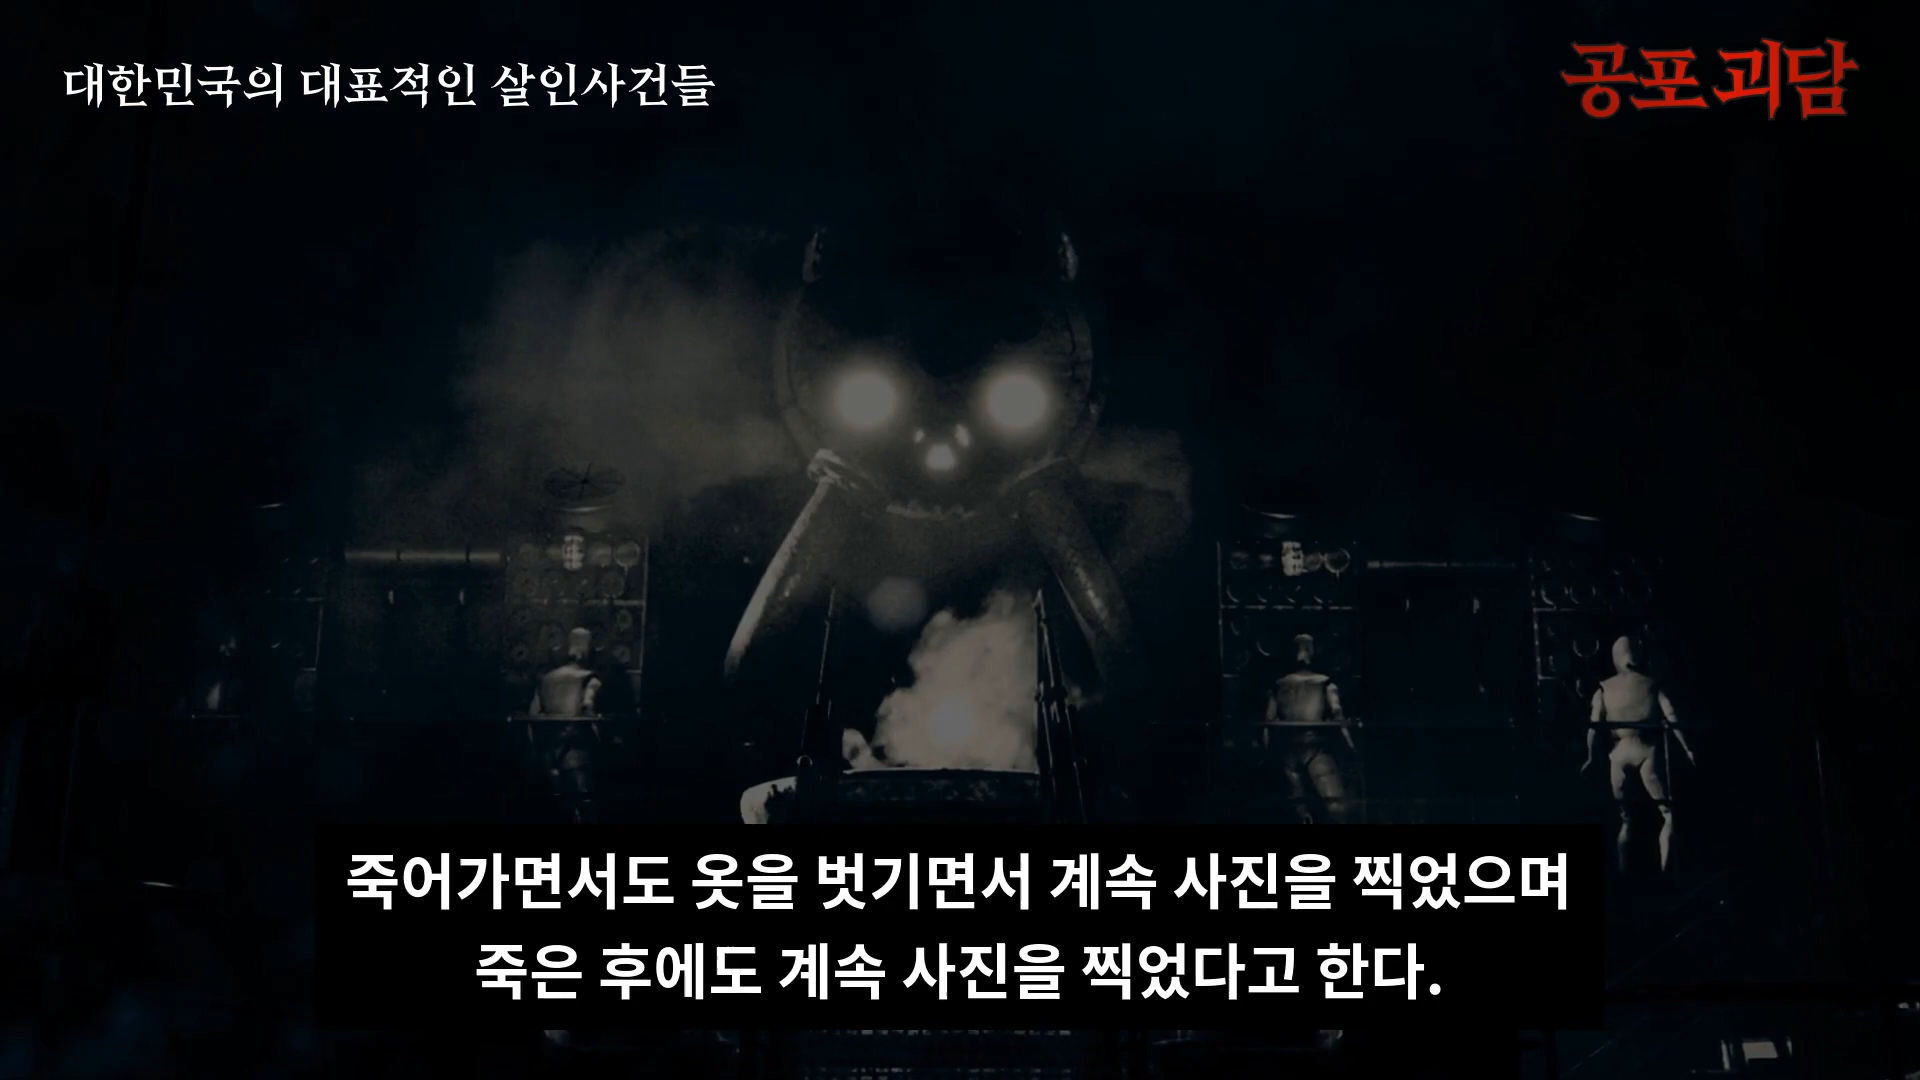 대한민국의 대표적인 살인사건들
공포 괴담
죽어가면서도 옷을 벗기면서 계속 사진을 찍었으며
죽은 후에도 계속 사진을 찍었다고 한다.